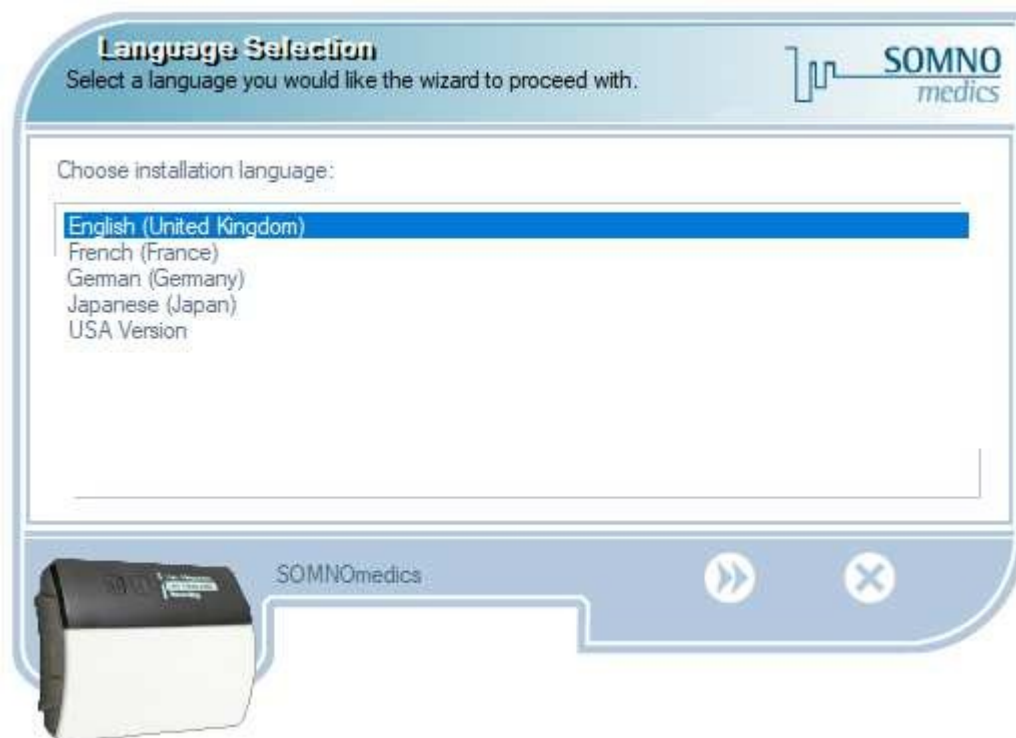 Language Selection
Select a language you would like the wizard to proceed with.
SOMNO
medics
Choose installation language:
English (United Kingdom)
French (France)
German (Germany)
Japanese (Japan)
USA Version
SOMNOmedics